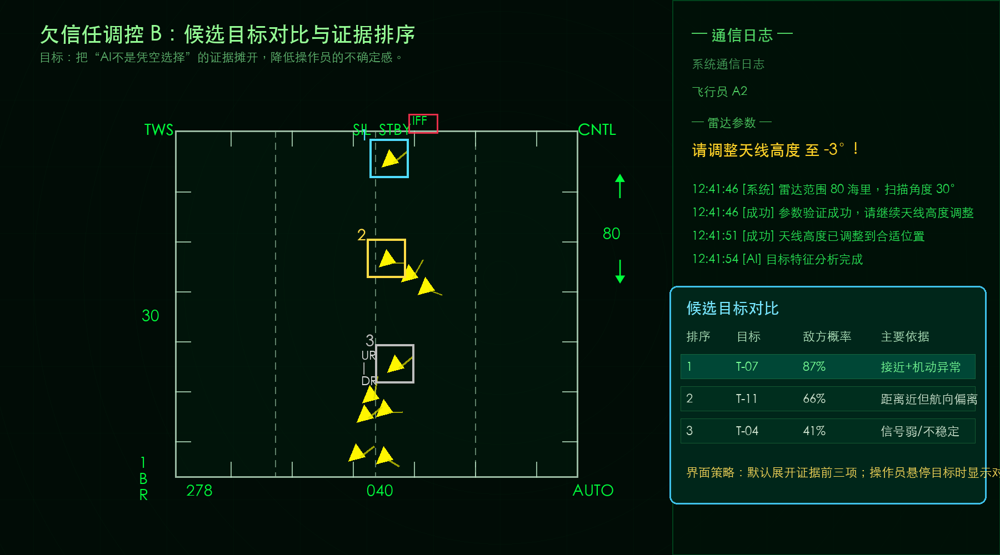 欠信任调控 B：候选目标对比与证据排序
目标：把“AI不是凭空选择”的证据摊开，降低操作员的不确定感。
TWS
SIL STBY
IFF
CNTL
1
2
3
UR
|
DR
80
30
1
B
R
278
040
AUTO
— 通信日志 —
系统通信日志
飞行员 A2
— 雷达参数 —
请调整天线高度 至 -3°！
12:41:46 [系统] 雷达范围 80 海里，扫描角度 30°
12:41:46 [成功] 参数验证成功，请继续天线高度调整
12:41:51 [成功] 天线高度已调整到合适位置
12:41:54 [AI] 目标特征分析完成
候选目标对比
排序 目标 敌方概率 主要依据
1 T-07 87% 接近+机动异常
2 T-11 66% 距离近但航向偏离
3 T-04 41% 信号弱/不稳定
界面策略：默认展开证据前三项；操作员悬停目标时显示对